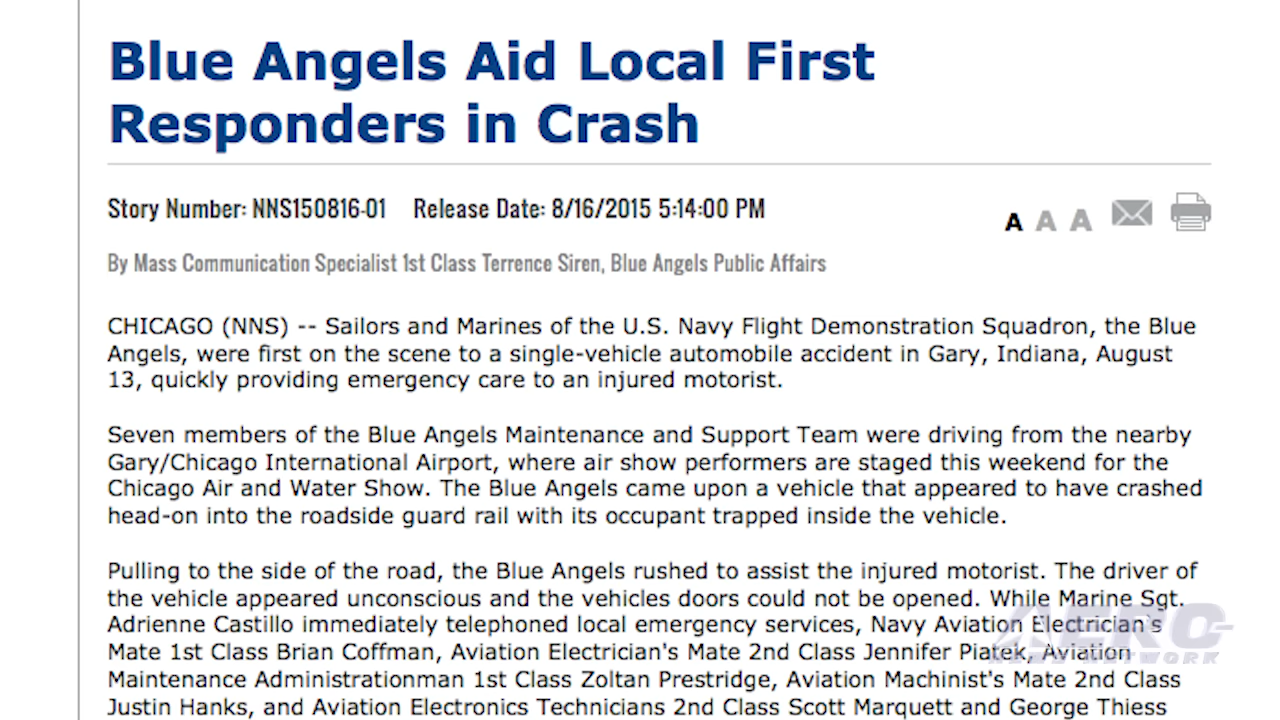 Blue Angels Aid Local First
Responders in Crash
Story Number: NNS150816-01 Release Date: 8/16/2015 5:14:00 PM
A A A
By Mass Communication Specialist 1st Class Terrence Siren, Blue Angels Public Affairs
CHICAGO (NNS) -- Sailors and Marines of the U.S. Navy Flight Demonstration Squadron, the Blue
Angels, were first on the scene to a single-vehicle automobile accident in Gary, Indiana, August
13, quickly providing emergency care to an injured motorist.
Seven members of the Blue Angels Maintenance and Support Team were driving from the nearby
Gary/Chicago International Airport, where air show performers are staged this weekend for the
Chicago Air and Water Show. The Blue Angels came upon a vehicle that appeared to have crashed
head-on into the roadside guard rail with its occupant trapped inside the vehicle.
Pulling to the side of the road, the Blue Angels rushed to assist the injured motorist. The driver of
the vehicle appeared unconscious and the vehicles doors could not be opened. While Marine Sgt.
Adrienne Castillo immediately telephoned local emergency services, Navy Aviation Electrician's
Mate 1st Class Brian Coffman, Aviation Electrician's Mate 2nd Class Jennifer Piatek, Aviation
Maintenance Administrationman 1st Class Zoltan Prestridge, Aviation Machinist's Mate 2nd Class
Justin Hanks, and Aviation Electronics Technicians 2nd Class Scott Marquett and George Thiess
AERO
NEWS NETWORK